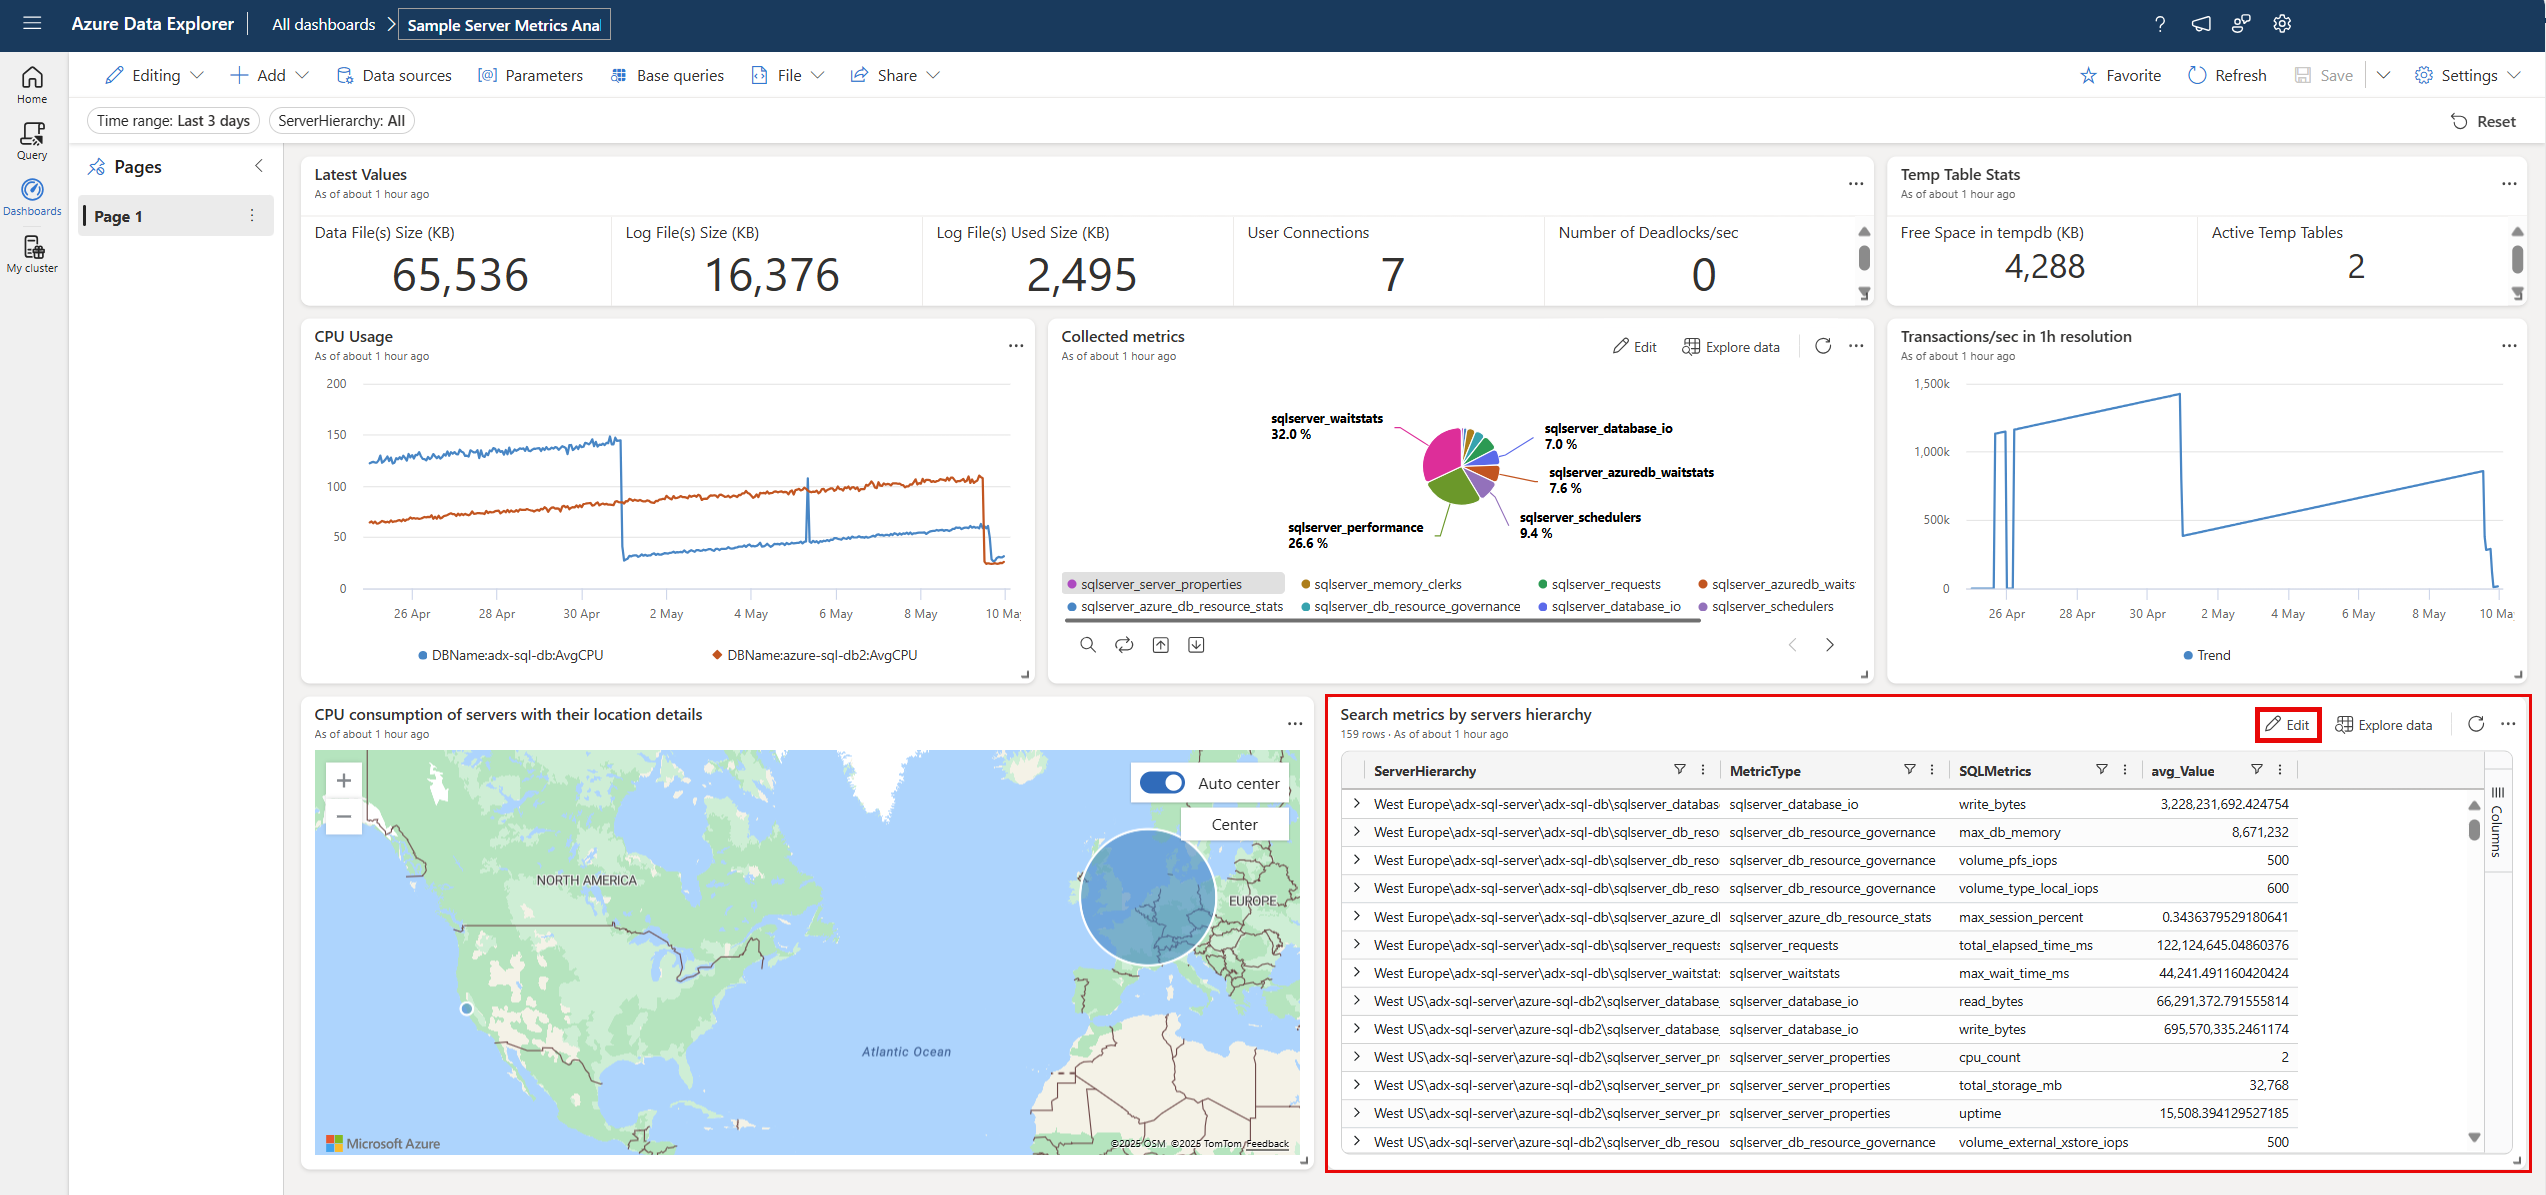 Azure Data Explorer
All dashboards
Sample Server Metrics Ana
Editing
Add
Data sources
Parameters
Base queries
File
Share
Favorite
Refresh
Save
Settings
Home
Query
Dashboards
My cluster
Time range: Last 3 days
ServerHierarchy: All
Reset
Pages
Page 1
Latest Values
As of about 1 hour ago
Data File(s) Size (KB)
65,536
Log File(s) Size (KB)
16,376
Log File(s) Used Size (KB)
2,495
User Connections
7
Number of Deadlocks/sec
0
Temp Table Stats
As of about 1 hour ago
Free Space in tempdb (KB)
4,288
Active Temp Tables
2
CPU Usage
As of about 1 hour ago
200
150
100
50
0
26 Apr
28 Apr
30 Apr
2 May
4 May
6 May
8 May
10 May
DBName:adx-sql-db:AvgCPU
DBName:azure-sql-db2:AvgCPU
Collected metrics
As of about 1 hour ago
Edit
Explore data
sqlserver_waitstats
32.0 %
sqlserver_database_io
7.0 %
sqlserver_azuredb_waitstats
7.6 %
sqlserver_schedulers
9.4 %
sqlserver_performance
26.6 %
sqlserver_server_properties
sqlserver_memory_clerks
sqlserver_requests
sqlserver_azuredb_waits
sqlserver_azure_db_resource_stats
sqlserver_db_resource_governance
sqlserver_database_io
sqlserver_schedulers
Transactions/sec in 1h resolution
As of about 1 hour ago
1,500k
1,000k
500k
0
26 Apr
28 Apr
30 Apr
2 May
4 May
6 May
8 May
10 May
Trend
CPU consumption of servers with their location details
As of about 1 hour ago
Auto center
Center
NORTH AMERICA
EUROPE
Atlantic Ocean
Microsoft Azure
©2025 OSM ©2025 TomTom Feedback
Search metrics by servers hierarchy
159 rows · As of about 1 hour ago
Edit
Explore data
ServerHierarchy MetricType SQLMetrics avg_Value
Columns
West Europe\adx-sql-server\adx-sql-db\sqlserver_databas sqlserver_database_io write_bytes 3,228,231,692.424754
West Europe\adx-sql-server\adx-sql-db\sqlserver_db_reso sqlserver_db_resource_governance max_db_memory 8,671,232
West Europe\adx-sql-server\adx-sql-db\sqlserver_db_reso sqlserver_db_resource_governance volume_pfs_iops 500
West Europe\adx-sql-server\adx-sql-db\sqlserver_db_reso sqlserver_db_resource_governance volume_type_local_iops 600
West Europe\adx-sql-server\adx-sql-db\sqlserver_azure_d sqlserver_azure_db_resource_stats max_session_percent 0.3436379529180641
West Europe\adx-sql-server\adx-sql-db\sqlserver_requests sqlserver_requests total_elapsed_time_ms 122,124,645.04860376
West Europe\adx-sql-server\adx-sql-db\sqlserver_waitstat sqlserver_waitstats max_wait_time_ms 44,241.491160420424
West US\adx-sql-server\azure-sql-db2\sqlserver_database_ sqlserver_database_io read_bytes 66,291,372.791555814
West US\adx-sql-server\azure-sql-db2\sqlserver_database_ sqlserver_database_io write_bytes 695,570,335.2461174
West US\adx-sql-server\azure-sql-db2\sqlserver_server_pr sqlserver_server_properties cpu_count 2
West US\adx-sql-server\azure-sql-db2\sqlserver_server_pr sqlserver_server_properties total_storage_mb 32,768
West US\adx-sql-server\azure-sql-db2\sqlserver_server_pr sqlserver_server_properties uptime 15,508.394129527185
West US\adx-sql-server\azure-sql-db2\sqlserver_db_resou sqlserver_db_resource_governance volume_external_xstore_iops 500